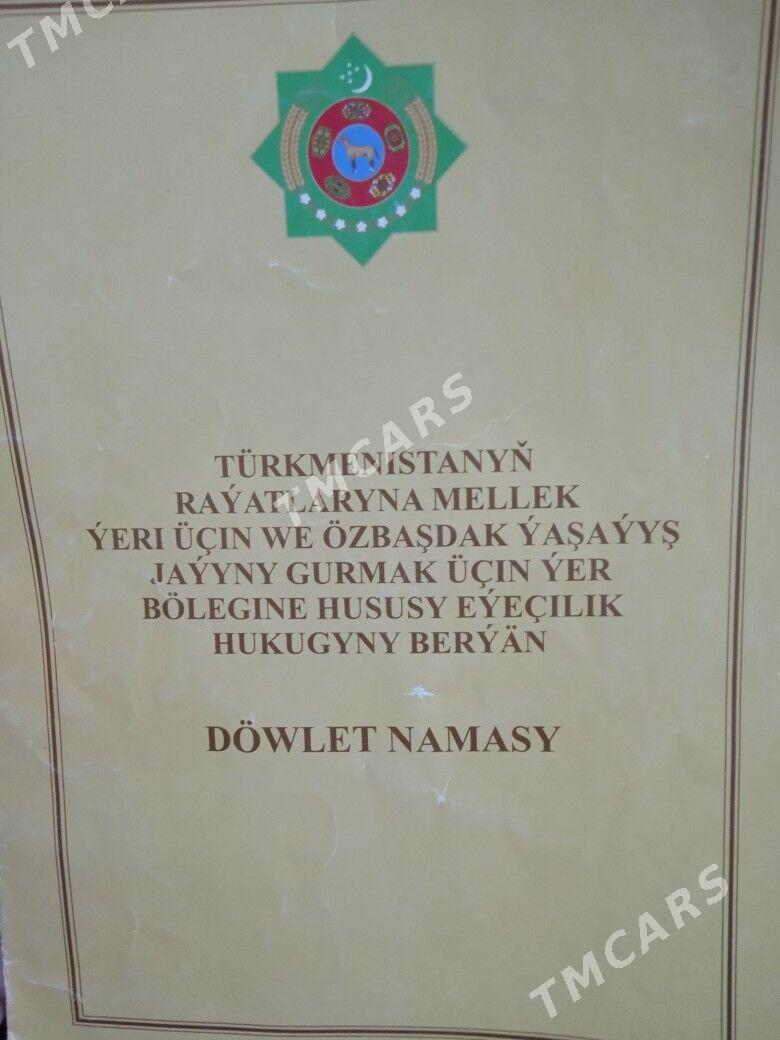 TMCARS
TÜRKMENISTANYŇ
RAÝATLARYNA MELLEK
ÝERI ÜÇIN WE ÖZBAŞDAK ÝAŞAÝYŞ
JAÝYNY GURMAK ÜÇIN ÝER
BÖLEGINE HUSUSY EÝEÇILIK
HUKUGYNY BERÝÄN
DÖWLET NAMASY
TMCARS